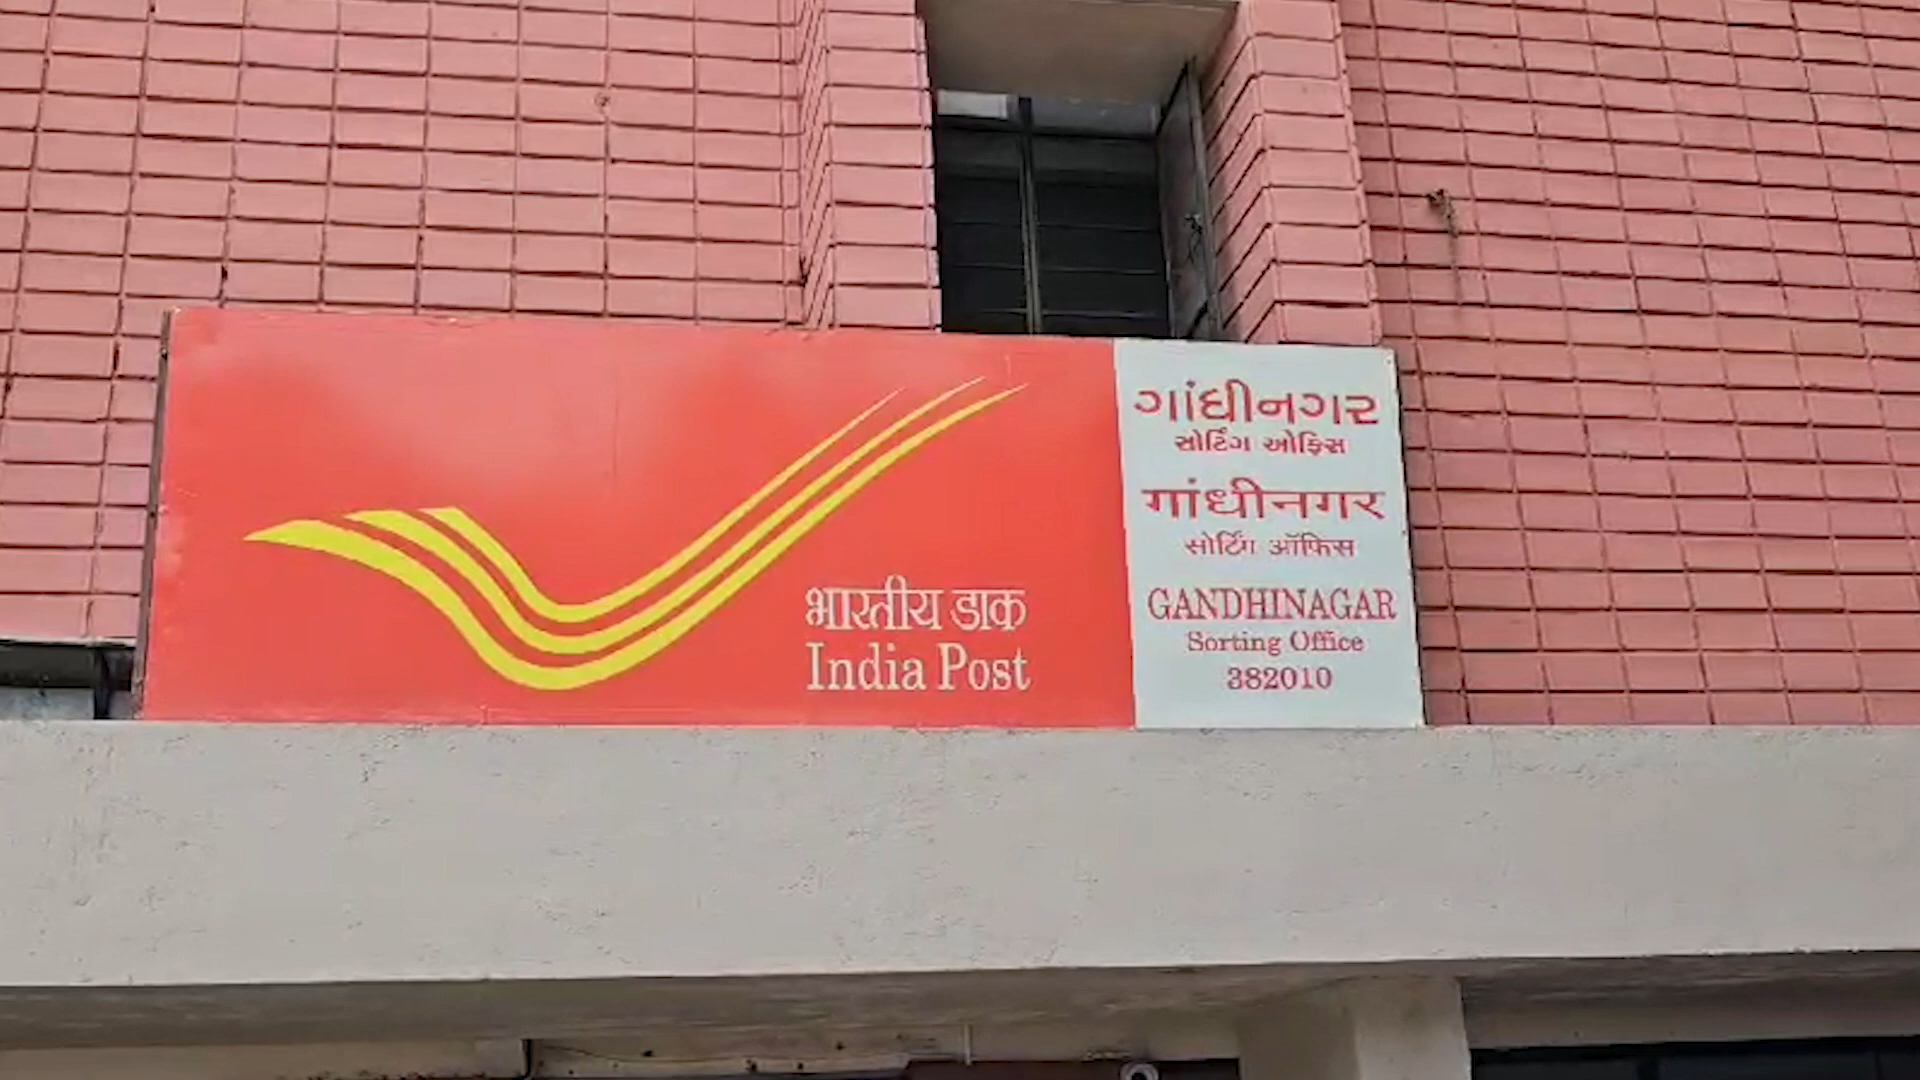 भारतीय डाक
India Post
ગાંધીનગર
સોર્ટિંગ ઓફિસ
गांधीनगर
सोर्टिंग ऑफिस
GANDHINAGAR
Sorting Office
382010